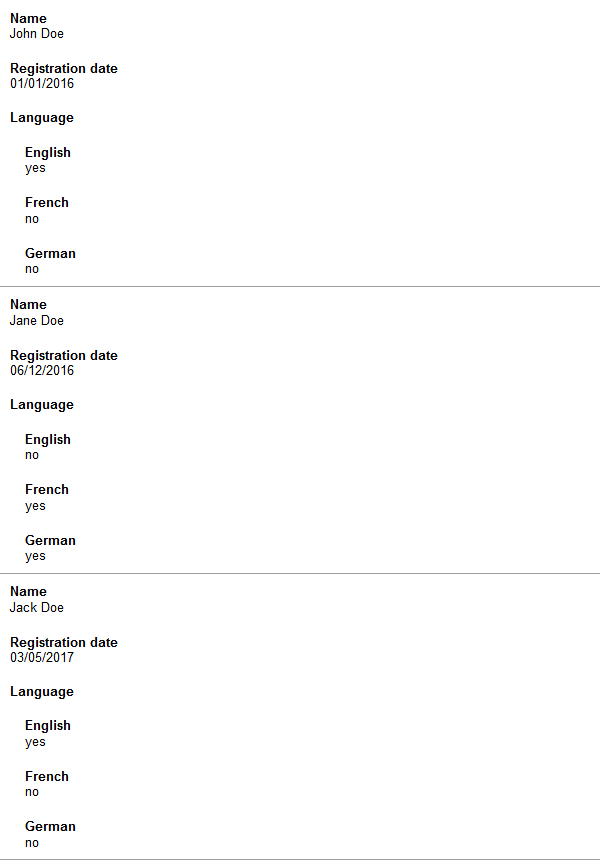 Name
John Doe
Registration date
01/01/2016
Language
English
yes
French
no
German
no
Name
Jane Doe
Registration date
06/12/2016
Language
English
no
French
yes
German
yes
Name
Jack Doe
Registration date
03/05/2017
Language
English
yes
French
no
German
no